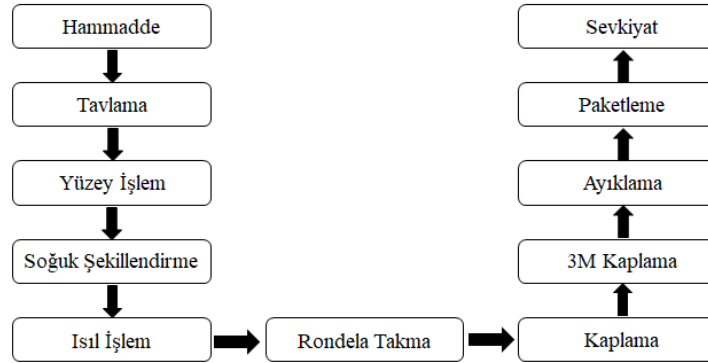 Hammadde
Tavlama
Yüzey İşlem
Soğuk Şekillendirme
Isıl İşlem
Rondela Takma
Kaplama
3M Kaplama
Ayıklama
Paketleme
Sevkiyat